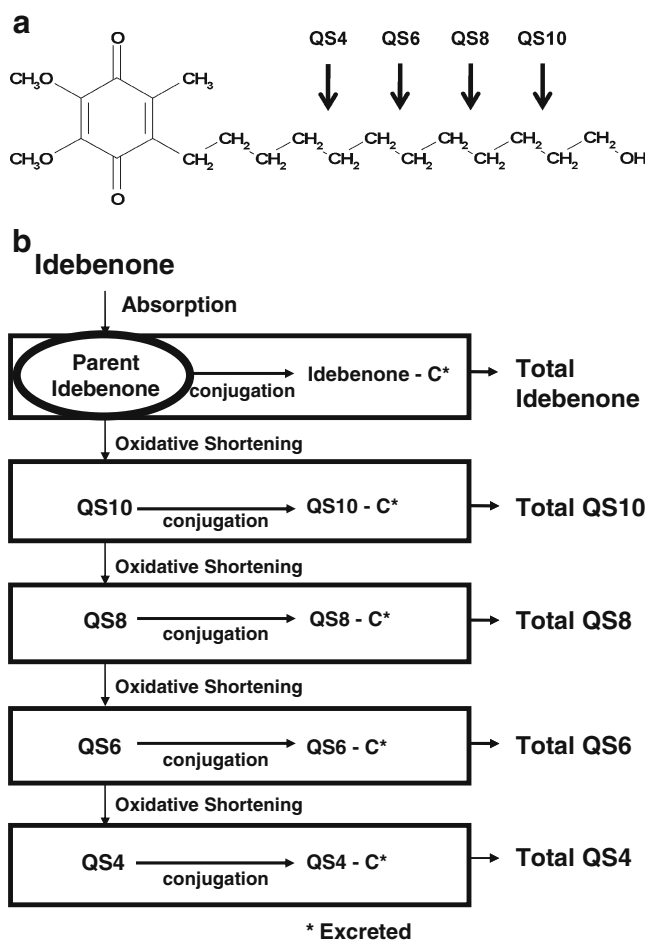 a
QS4 QS6 QS8 QS10
O
CH₃O CH₃
CH₂ CH₂ CH₂ CH₂ CH₂ CH₂
CH₃O CH₂ CH₂ CH₂ CH₂ CH₂ CH₂ OH
O
b
Idebenone
Absorption
Parent
Idebenone
conjugation
Idebenone - C*
Total
Idebenone
Oxidative Shortening
QS10 conjugation QS10 - C* Total QS10
Oxidative Shortening
QS8 conjugation QS8 - C* Total QS8
Oxidative Shortening
QS6 conjugation QS6 - C* Total QS6
Oxidative Shortening
QS4 conjugation QS4 - C* Total QS4
* Excreted